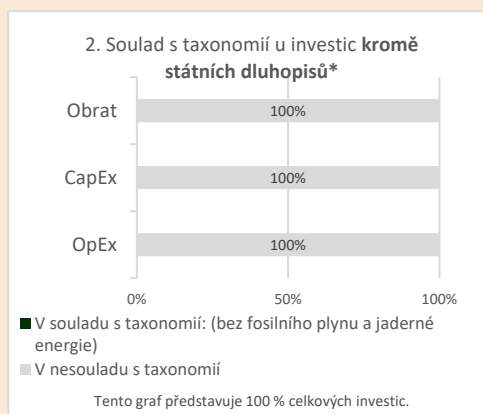 2. Soulad s taxonomií u investic kromě
státních dluhopisů*
Obrat
100%
CapEx
100%
OpEx
100%
0%
50%
100%
V souladu s taxonomií: (bez fosilního plynu a jaderné
energie)
V nesouladu s taxonomií
Tento graf představuje 100 % celkových investic.